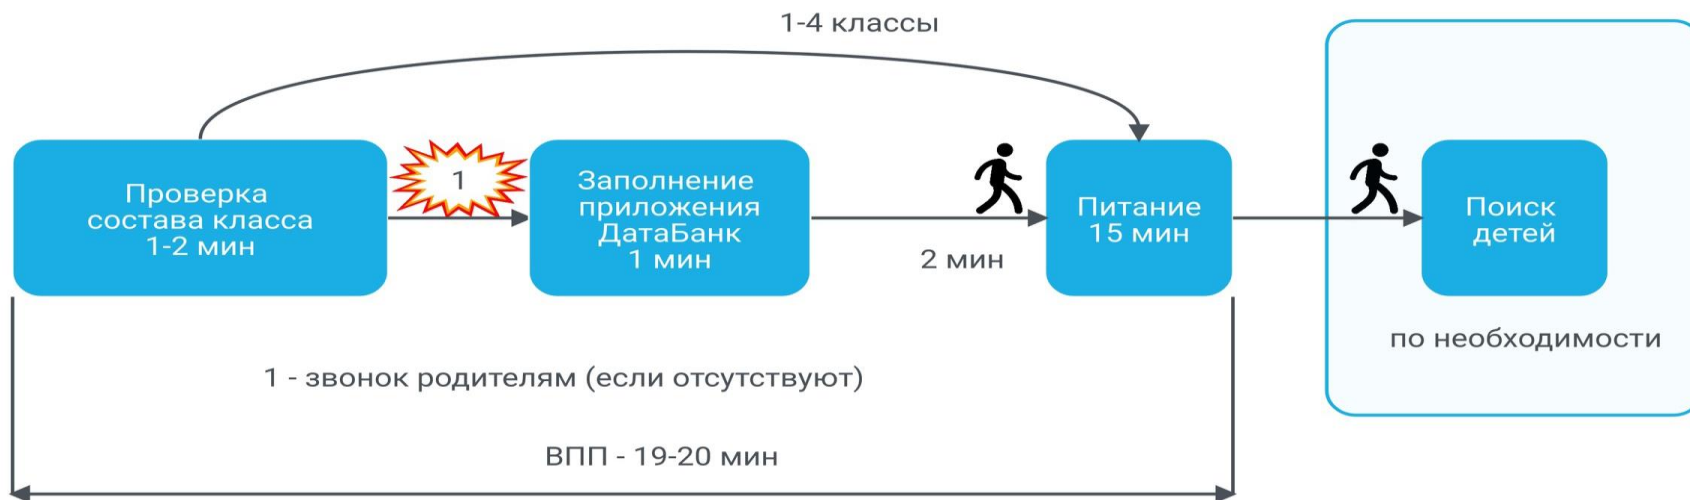 1-4 классы
Проверка
состава класса
1-2 мин
1
Заполнение
приложения
ДатаБанк
1 мин
2 мин
Питание
15 мин
Поиск
детей
по необходимости
1 - звонок родителям (если отсутствуют)
ВПП - 19-20 мин